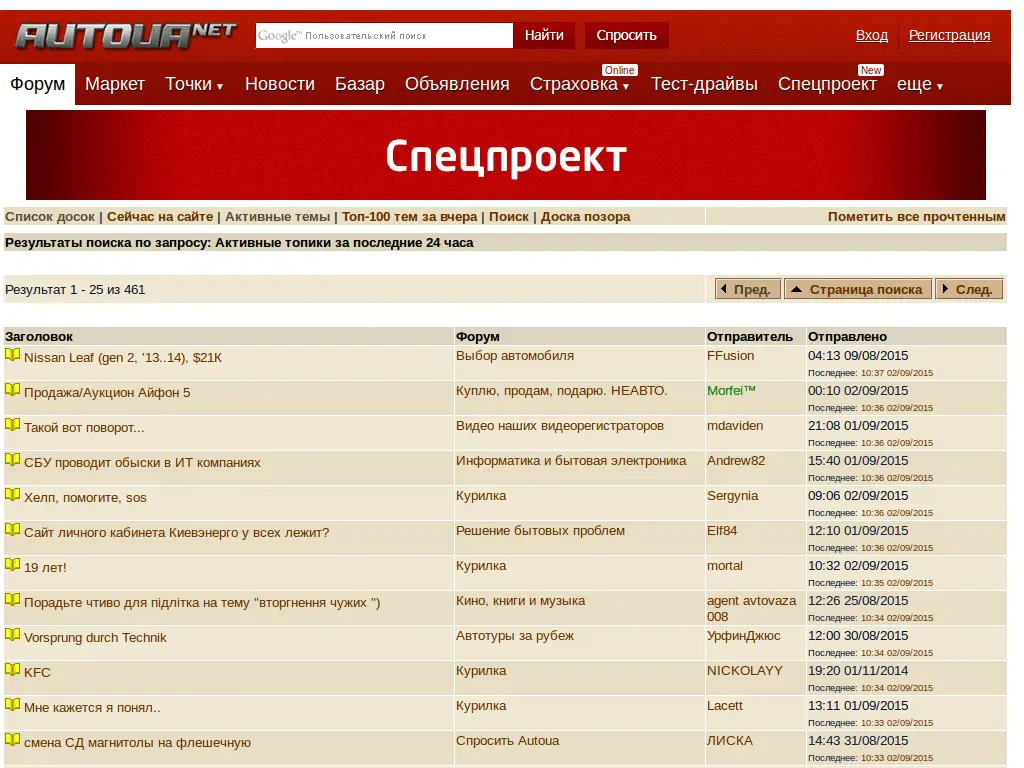 AUTOUA.NET
Google™ Пользовательский поиск Найти Спросить Вход Регистрация
Форум Маркет Точки ▼ Новости Базар Объявления Страховка ▼ Online Тест-драйвы Спецпроект New еще ▼
Спецпроект
Список досок | Сейчас на сайте | Активные темы | Топ-100 тем за вчера | Поиск | Доска позора Пометить все прочтенным
Результаты поиска по запросу: Активные топики за последние 24 часа
Результат 1 - 25 из 461 Пред. Страница поиска След.
Заголовок Форум Отправитель Отправлено
Nissan Leaf (gen 2, '13..14), $21К Выбор автомобиля FFusion 04:13 09/08/2015
Последнее: 10:37 02/09/2015
Продажа/Аукцион Айфон 5 Куплю, продам, подарю. НЕАВТО. Morfei™ 00:10 02/09/2015
Последнее: 10:36 02/09/2015
Такой вот поворот... Видео наших видеорегистраторов mdaviden 21:08 01/09/2015
Последнее: 10:36 02/09/2015
СБУ проводит обыски в ИТ компаниях Информатика и бытовая электроника Andrew82 15:40 01/09/2015
Последнее: 10:36 02/09/2015
Хелп, помогите, sos Курилка Sergynia 09:06 02/09/2015
Последнее: 10:36 02/09/2015
Сайт личного кабинета Киевэнерго у всех лежит? Решение бытовых проблем Elf84 12:10 01/09/2015
Последнее: 10:36 02/09/2015
19 лет! Курилка mortal 10:32 02/09/2015
Последнее: 10:35 02/09/2015
Порадьте чтиво для підлітка на тему "вторгнення чужих ") Кино, книги и музыка agent avtovaza 12:26 25/08/2015
008 Последнее: 10:34 02/09/2015
Vorsprung durch Technik Автотуры за рубеж УрфинДжюс 12:00 30/08/2015
Последнее: 10:34 02/09/2015
KFC Курилка NICKOLAYY 19:20 01/11/2014
Последнее: 10:34 02/09/2015
Мне кажется я понял.. Курилка Lacett 13:11 01/09/2015
Последнее: 10:33 02/09/2015
смена СД магнитолы на флешечную Спросить Autoua ЛИСКА 14:43 31/08/2015
Последнее: 10:33 02/09/2015